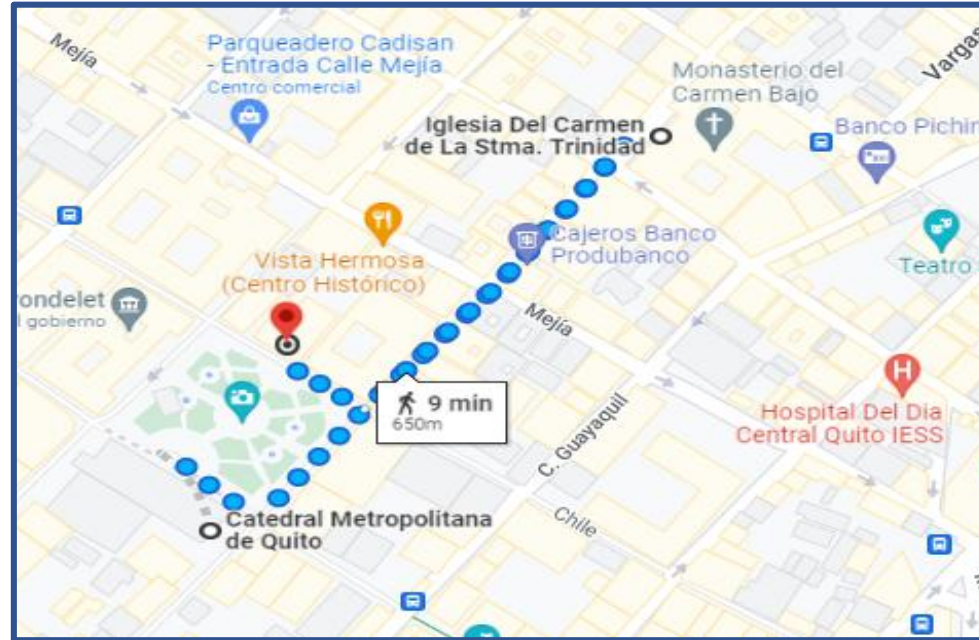 Mejía
Parqueadero Cadisan
- Entrada Calle Mejía
Centro comercial
Monasterio del
Carmen Bajo
Vargas
Iglesia Del Carmen
de La Stma. Trinidad
Banco Pichin
Cajeros Banco
Produbanco
Teatro
Vista Hermosa
(Centro Histórico)
rondelet
l gobierno
Mejía
9 min
650m
Hospital Del Dia
Central Quito IESS
H
C. Guayaquil
Chile
Catedral Metropolitana
de Quito